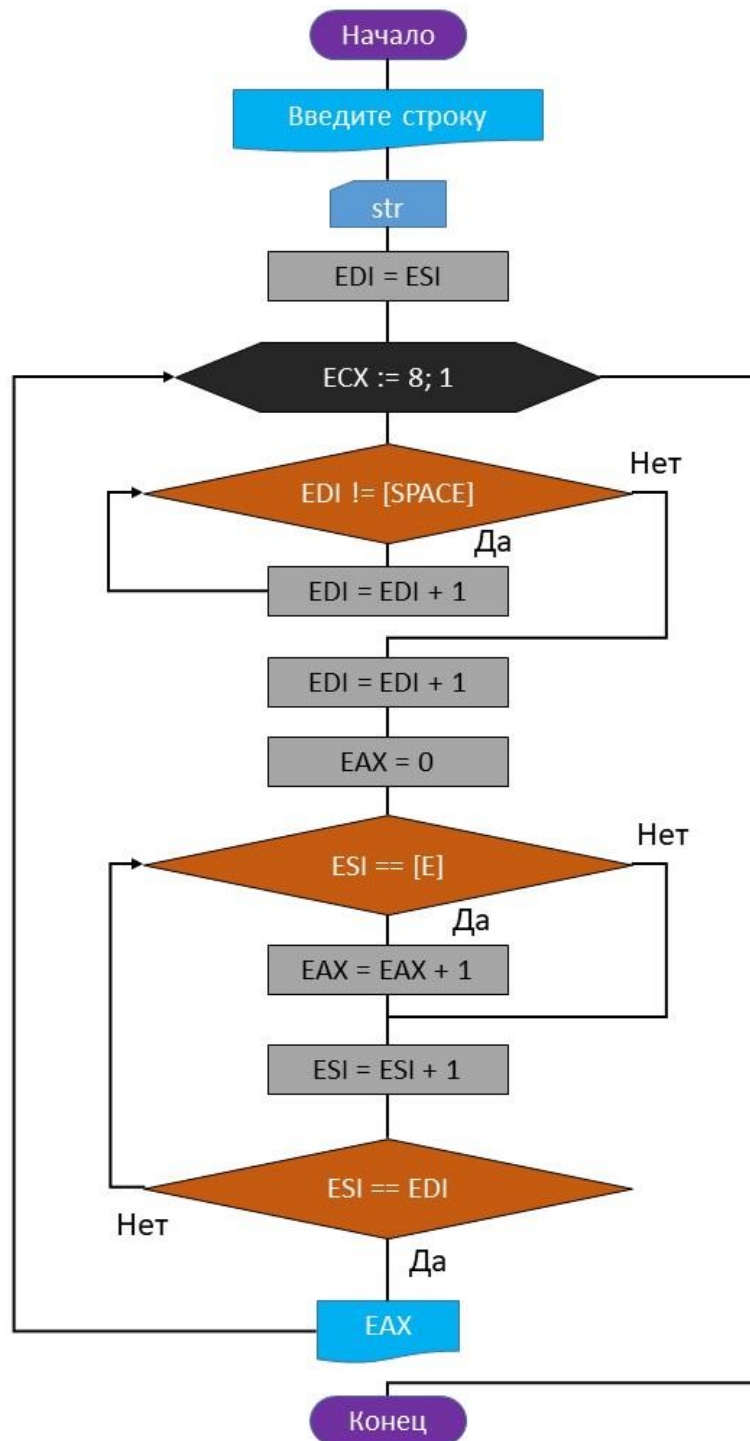 Начало
Введите строку
str
EDI = ESI
ECX := 8; 1
EDI != [SPACE]
Нет
Да
EDI = EDI + 1
EDI = EDI + 1
EAX = 0
ESI == [E]
Нет
Да
EAX = EAX + 1
ESI = ESI + 1
ESI == EDI
Нет
Да
EAX
Конец